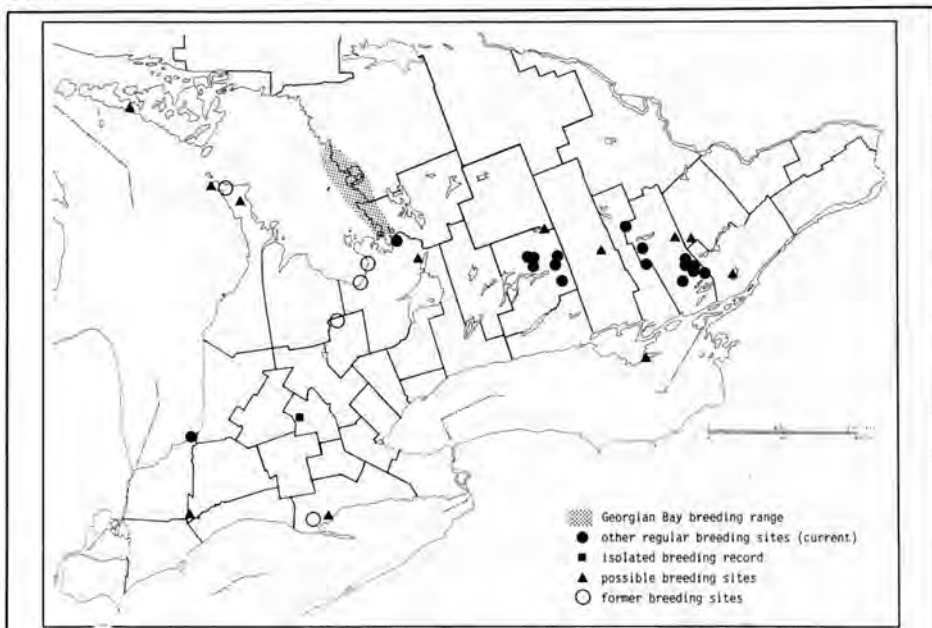 Georgian Bay breeding range
other regular breeding sites (current)
isolated breeding record
possible breeding sites
former breeding sites